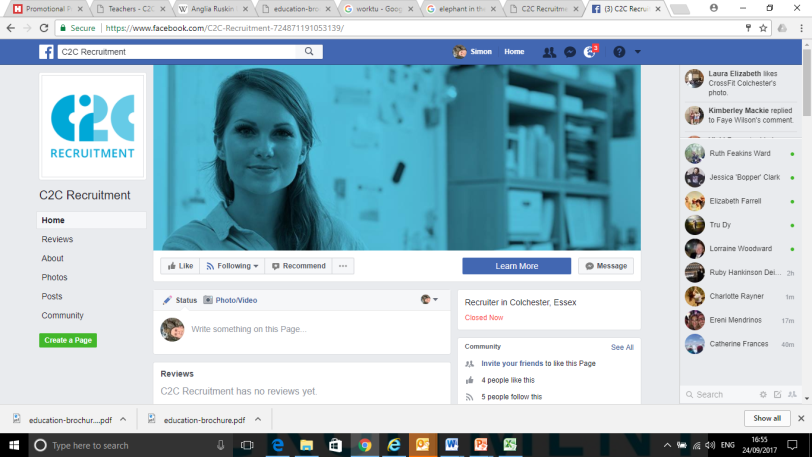 Promotional F
Teachers - C2C
Anglia Ruskin
education-broch
worktu - Goog
elephant in the
C2C Recruitm
(3) C2C Recrui
Secure
https://www.facebook.com/C2C-Recruitment-724871191053139/
C2C Recruitment
Simon
Home
3
C2C
RECRUITMENT
C2C Recruitment
Home
Reviews
About
Photos
Posts
Community
Create a Page
Like
Following
Recommend
Learn More
Message
Status
Photo/Video
Write something on this Page...
Reviews
C2C Recruitment has no reviews yet.
Recruiter in Colchester, Essex
Closed Now
Community
See All
Invite your friends to like this Page
4 people like this
5 people follow this
Laura Elizabeth likes
CrossFit Colchester's
photo.
Kimberley Mackie replied
to Faye Wilson's comment.
Ruth Feakins Ward
Jessica 'Bopper' Clark
Elizabeth Farrell
Tru Dy
Lorraine Woodward
Ruby Hankinson Dei... 2h
Charlotte Rayner 1m
Ereni Mendrinos 17m
Catherine Frances 40m
Search
education-brochur....pdf
education-brochure.pdf
Show all
Type here to search
ENG
16:55
24/09/2017